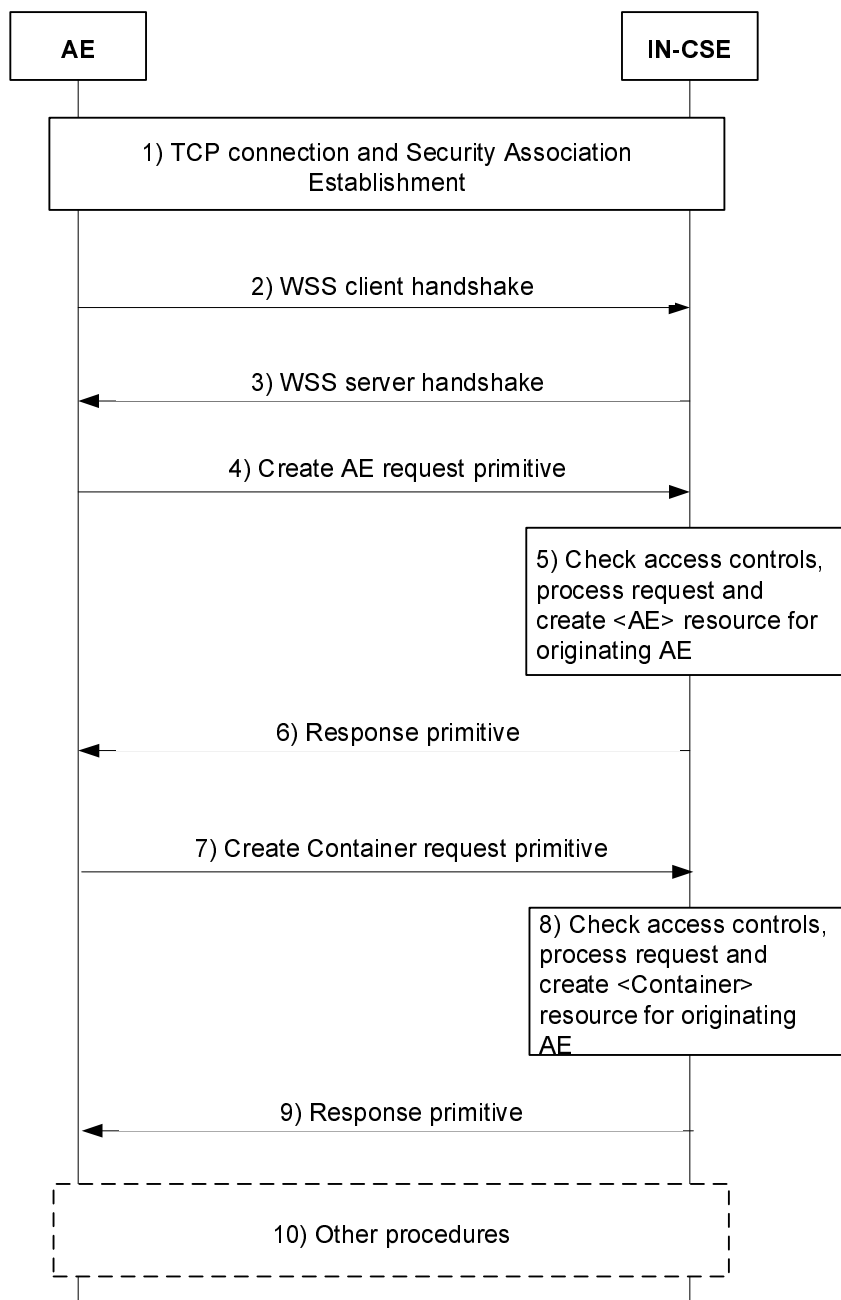 AE
IN-CSE
1) TCP connection and Security Association
Establishment
2) WSS client handshake
3) WSS server handshake
4) Create AE request primitive
5) Check access controls,
process request and
create <AE> resource for
originating AE
6) Response primitive
7) Create Container request primitive
8) Check access controls,
process request and
create <Container>
resource for originating
AE
9) Response primitive
10) Other procedures